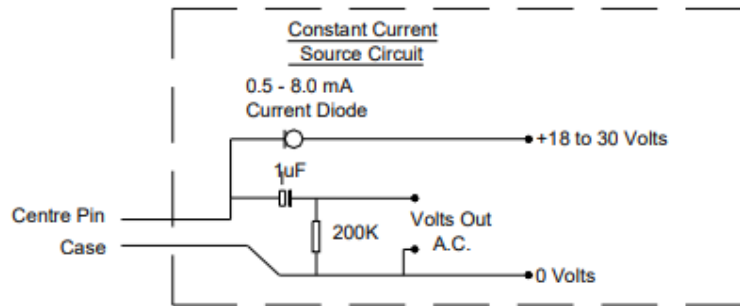 Constant Current
Source Circuit
0.5 - 8.0 mA
Current Diode
+18 to 30 Volts
1uF
Centre Pin
Volts Out
200K
A.C.
Case
0 Volts